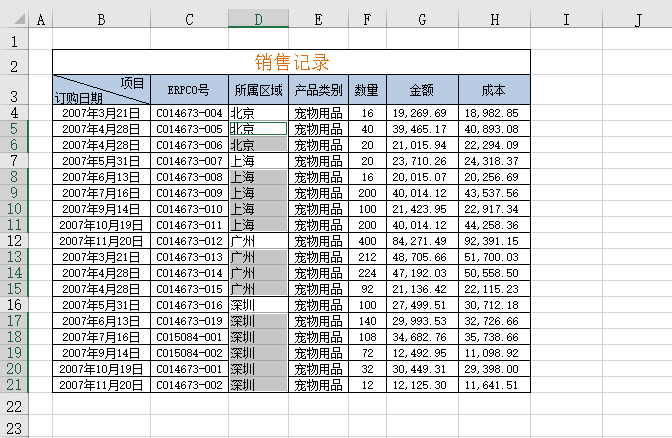 A B C D E F G H I J
1
2 销售记录
3 项目 订购日期 ERPCO号 所属区域 产品类别 数量 金额 成本
4 2007年3月21日 C014673-004 北京 宠物用品 16 19,269.69 18,982.85
5 2007年4月28日 C014673-005 北京 宠物用品 40 39,465.17 40,893.08
6 2007年4月28日 C014673-006 北京 宠物用品 20 21,015.94 22,294.09
7 2007年5月31日 C014673-007 上海 宠物用品 20 23,710.26 24,318.37
8 2007年6月13日 C014673-008 上海 宠物用品 16 20,015.07 20,256.69
9 2007年7月16日 C014673-009 上海 宠物用品 200 40,014.12 43,537.56
10 2007年9月14日 C014673-010 上海 宠物用品 100 21,423.95 22,917.34
11 2007年10月19日 C014673-011 上海 宠物用品 200 40,014.12 44,258.36
12 2007年11月20日 C014673-012 广州 宠物用品 400 84,271.49 92,391.15
13 2007年3月21日 C014673-013 广州 宠物用品 212 48,705.66 51,700.03
14 2007年4月28日 C014673-014 广州 宠物用品 224 47,192.03 50,558.50
15 2007年4月28日 C014673-015 广州 宠物用品 92 21,136.42 22,115.23
16 2007年5月31日 C014673-016 深圳 宠物用品 100 27,499.51 30,712.18
17 2007年6月13日 C014673-019 深圳 宠物用品 140 29,993.53 32,726.66
18 2007年7月16日 C015084-001 深圳 宠物用品 108 34,682.76 35,738.66
19 2007年9月14日 C015084-002 深圳 宠物用品 72 12,492.95 11,098.92
20 2007年10月19日 C014673-001 深圳 宠物用品 32 30,449.31 29,398.00
21 2007年11月20日 C014673-002 深圳 宠物用品 12 12,125.30 11,641.51
22
23